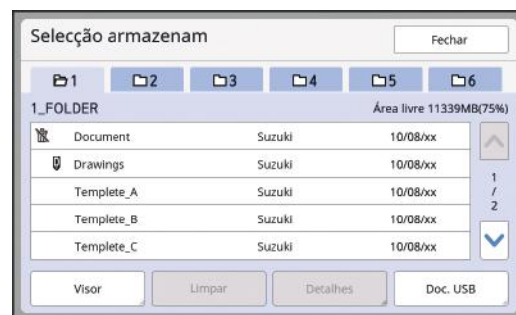 Selecção armazenam
Fechar
1 2 3 4 5 6
1_FOLDER Área livre 11339MB(75%)
Document Suzuki 10/08/xx
Drawings Suzuki 10/08/xx
Templete_A Suzuki 10/08/xx
Templete_B Suzuki 10/08/xx
Templete_C Suzuki 10/08/xx
1
/
2
Visor Limpar Detalhes Doc. USB